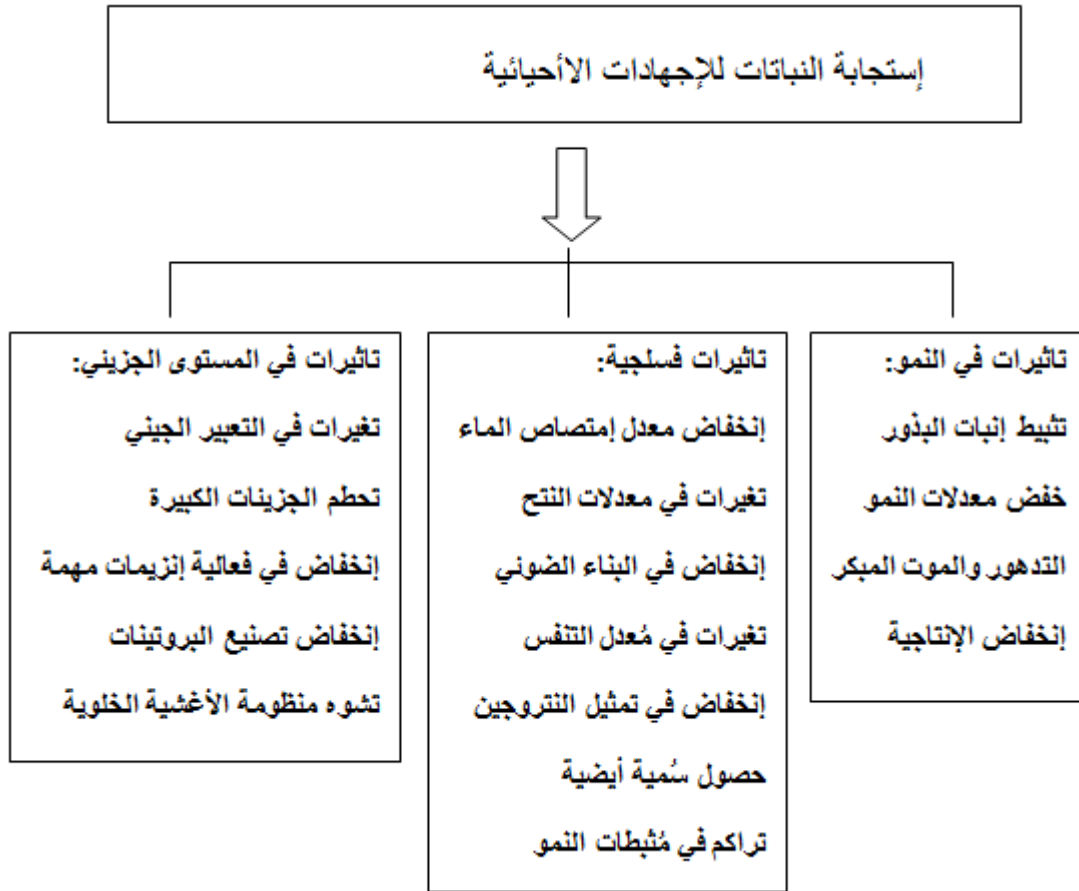 إستجابة النباتات للإجهادات الاأحيائية
تاثيرات في النمو:
تثبيط إنبات البذور
خفض معدلات النمو
التدهور والموت المبكر
إنخفاض الإنتاجية
تاثيرات فسلجية:
إنخفاض معدل إمتصاص الماء
تغيرات في معدلات النتح
إنخفاض في البناء الضوئي
تغيرات في مُعدل التنفس
إنخفاض في تمثيل النتروجين
حصول سُمية أيضية
تراكم في مُثبطات النمو
تاثيرات في المستوى الجزيئي:
تغيرات في التعبير الجيني
تحطم الجزيئات الكبيرة
إنخفاض في فعالية إنزيمات مهمة
إنخفاض تصنيع البروتينات
تشوه منظومة الأغشية الخلوية